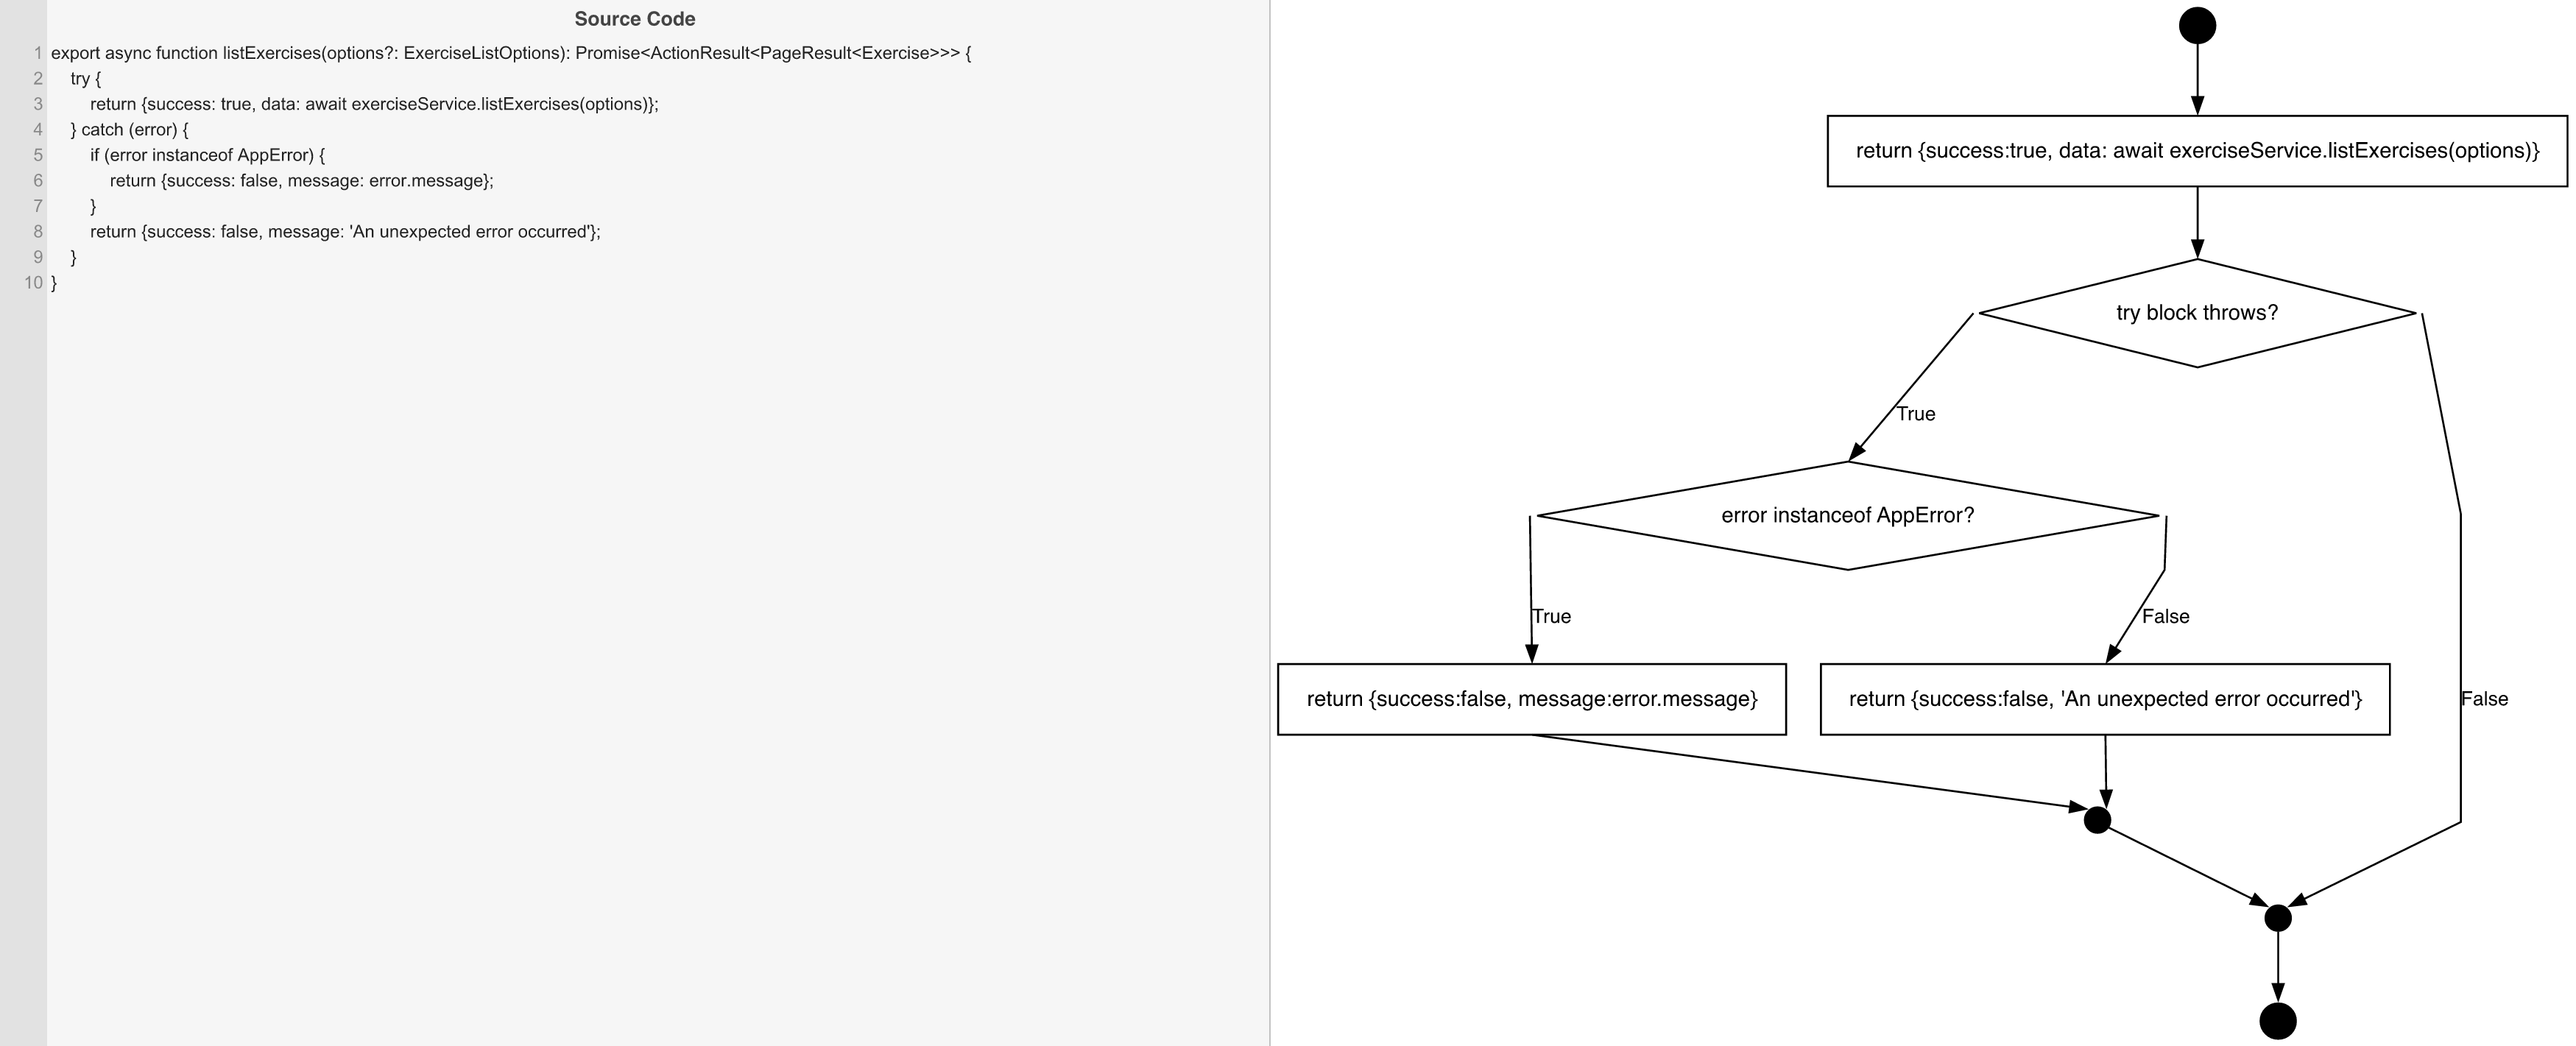 Source Code
1 export async function listExercises(options?: ExerciseListOptions): Promise<ActionResult<PageResult<Exercise>>> {
2 try {
3 return {success: true, data: await exerciseService.listExercises(options)};
4 } catch (error) {
5 if (error instanceof AppError) {
6 return {success: false, message: error.message};
7 }
8 return {success: false, message: 'An unexpected error occurred'};
9 }
10 }
return {success:true, data: await exerciseService.listExercises(options)}
try block throws?
True
error instanceof AppError?
True
False
return {success:false, message:error.message}
return {success:false, 'An unexpected error occurred'}
False